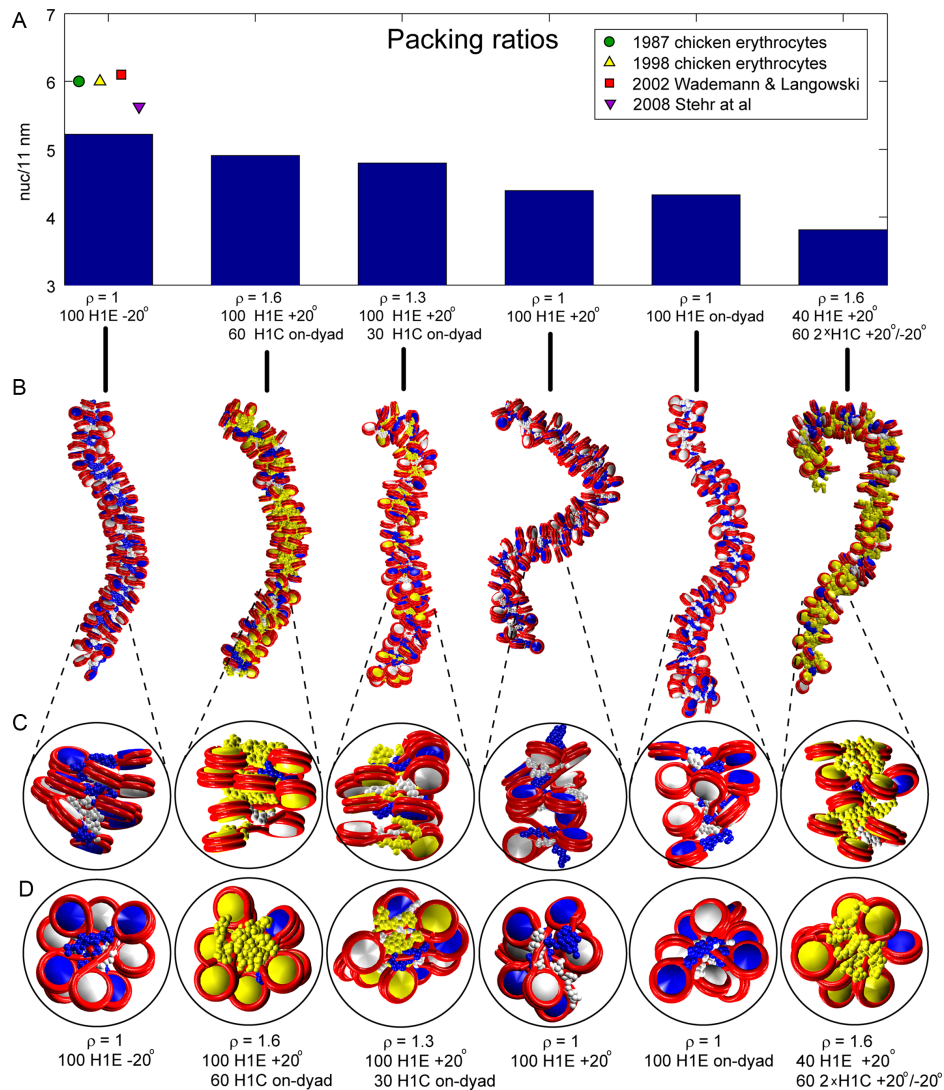 A
Packing ratios
1987 chicken erythrocytes
1998 chicken erythrocytes
2002 Wademann & Langowski
2008 Stehr at al
7
6
5
4
3
nuc/11 nm
ρ = 1
100 H1E -20°
ρ = 1.6
100 H1E +20°
60 H1C on-dyad
ρ = 1.3
100 H1E +20°
30 H1C on-dyad
ρ = 1
100 H1E +20°
ρ = 1
100 H1E on-dyad
ρ = 1.6
40 H1E +20°
60 2×H1C +20°/-20°
B
C
D
ρ = 1
100 H1E -20°
ρ = 1.6
100 H1E +20°
60 H1C on-dyad
ρ = 1.3
100 H1E +20°
30 H1C on-dyad
ρ = 1
100 H1E +20°
ρ = 1
100 H1E on-dyad
ρ = 1.6
40 H1E +20°
60 2×H1C +20°/-20°